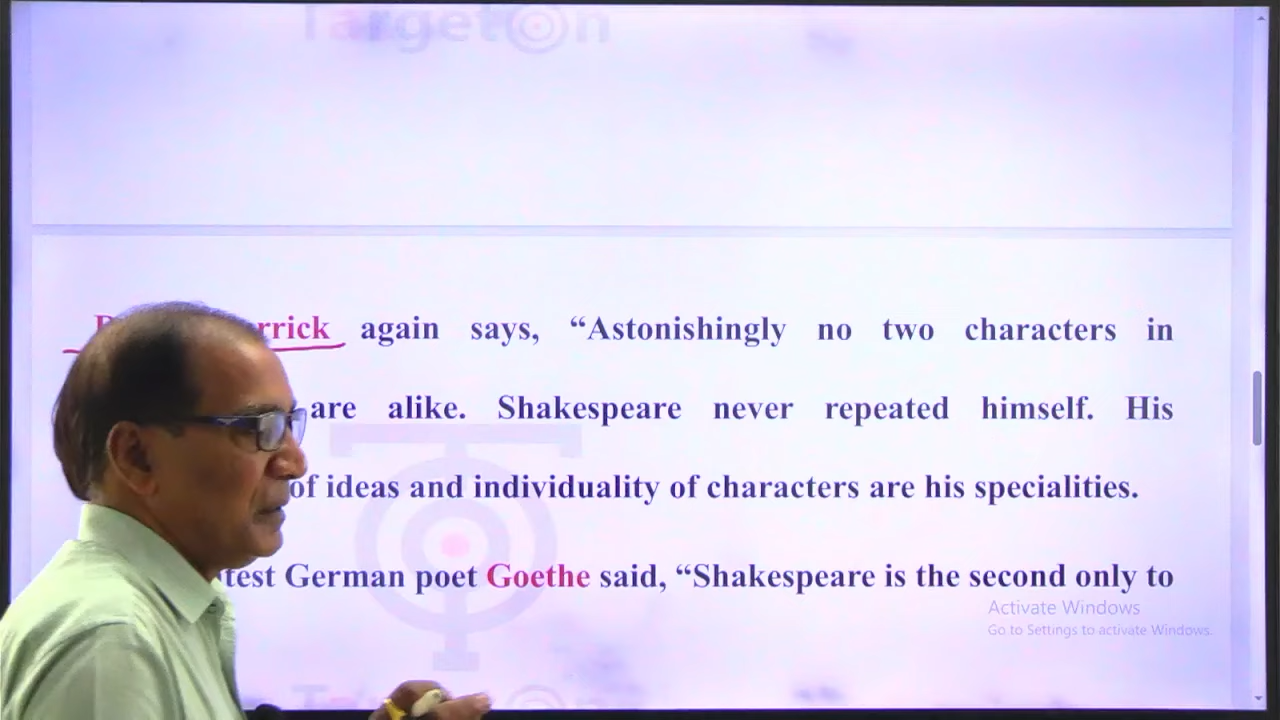 Target
rrick again says, “Astonishingly no two characters in
are alike. Shakespeare never repeated himself. His
of ideas and individuality of characters are his specialities.
test German poet Goethe said, “Shakespeare is the second only to
Activate Windows
Go to Settings to activate Windows.